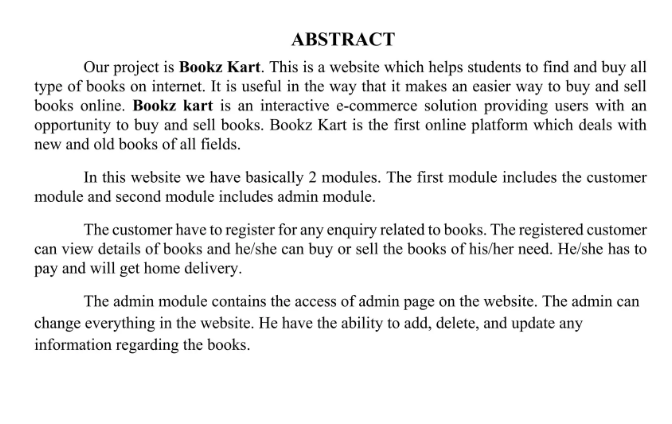 ABSTRACT
Our project is Bookz Kart. This is a website which helps students to find and buy all
type of books on internet. It is useful in the way that it makes an easier way to buy and sell
books online. Bookz kart is an interactive e-commerce solution providing users with an
opportunity to buy and sell books. Bookz Kart is the first online platform which deals with
new and old books of all fields.
In this website we have basically 2 modules. The first module includes the customer
module and second module includes admin module.
The customer have to register for any enquiry related to books. The registered customer
can view details of books and he/she can buy or sell the books of his/her need. He/she has to
pay and will get home delivery.
The admin module contains the access of admin page on the website. The admin can
change everything in the website. He have the ability to add, delete, and update any
information regarding the books.